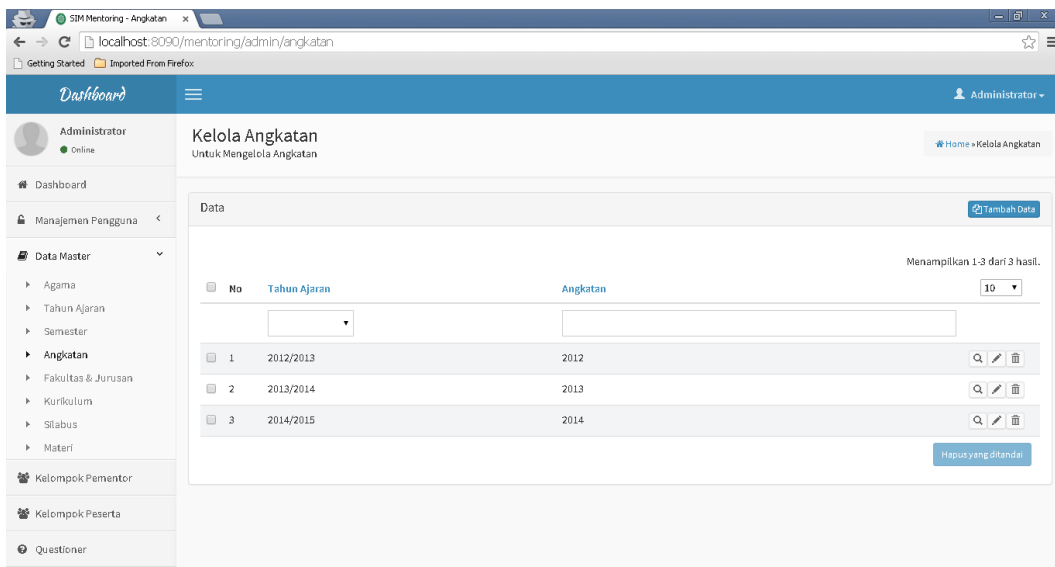 SIM Mentoring - Angkatan
localhost:8090/mentoring/admin/angkatan
Getting Started Imported From Firefox
Dashboard Administrator
Administrator
Online
Kelola Angkatan
Untuk Mengelola Angkatan
Home » Kelola Angkatan
Dashboard
Manajemen Pengguna
Data Master
Agama
Tahun Ajaran
Semester
Angkatan
Fakultas & Jurusan
Kurikulum
Silabus
Materi
Kelompok Pementor
Kelompok Peserta
Questioner
Data Tambah Data
Menampilkan 1-3 dari 3 hasil.
No Tahun Ajaran Angkatan 10
1 2012/2013 2012
2 2013/2014 2013
3 2014/2015 2014
Hapus yang ditandai